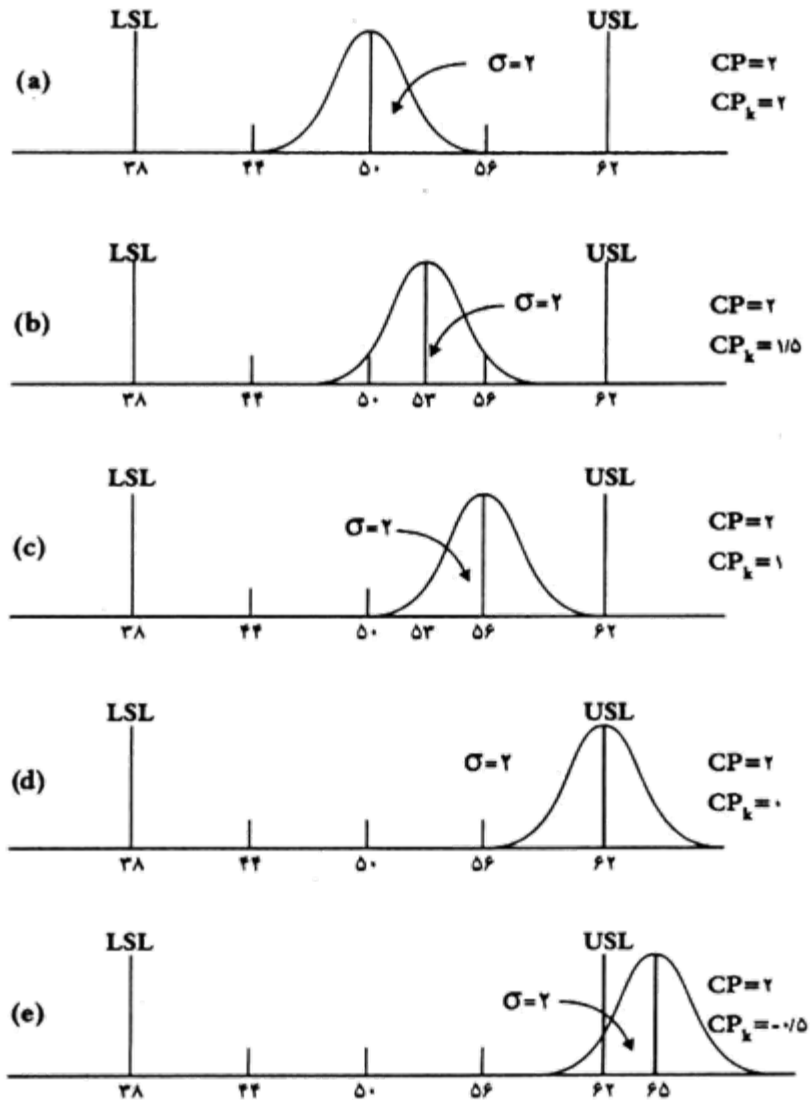 LSL USL
(a) σ=۲ CP=۲
CPk=۲
۳۸ ۴۴ ۵۰ ۵۶ ۶۲
LSL USL
(b) σ=۲ CP=۲
CPk=۱/۵
۳۸ ۴۴ ۵۰ ۵۳ ۵۶ ۶۲
LSL USL
(c) σ=۲ CP=۲
CPk=۱
۳۸ ۴۴ ۵۰ ۵۳ ۵۶ ۶۲
LSL USL
(d) σ=۲ CP=۲
CPk=۰
۳۸ ۴۴ ۵۰ ۵۶ ۶۲
LSL USL
(e) σ=۲ CP=۲
CPk=-۰/۵
۳۸ ۴۴ ۵۰ ۵۶ ۶۲ ۶۵